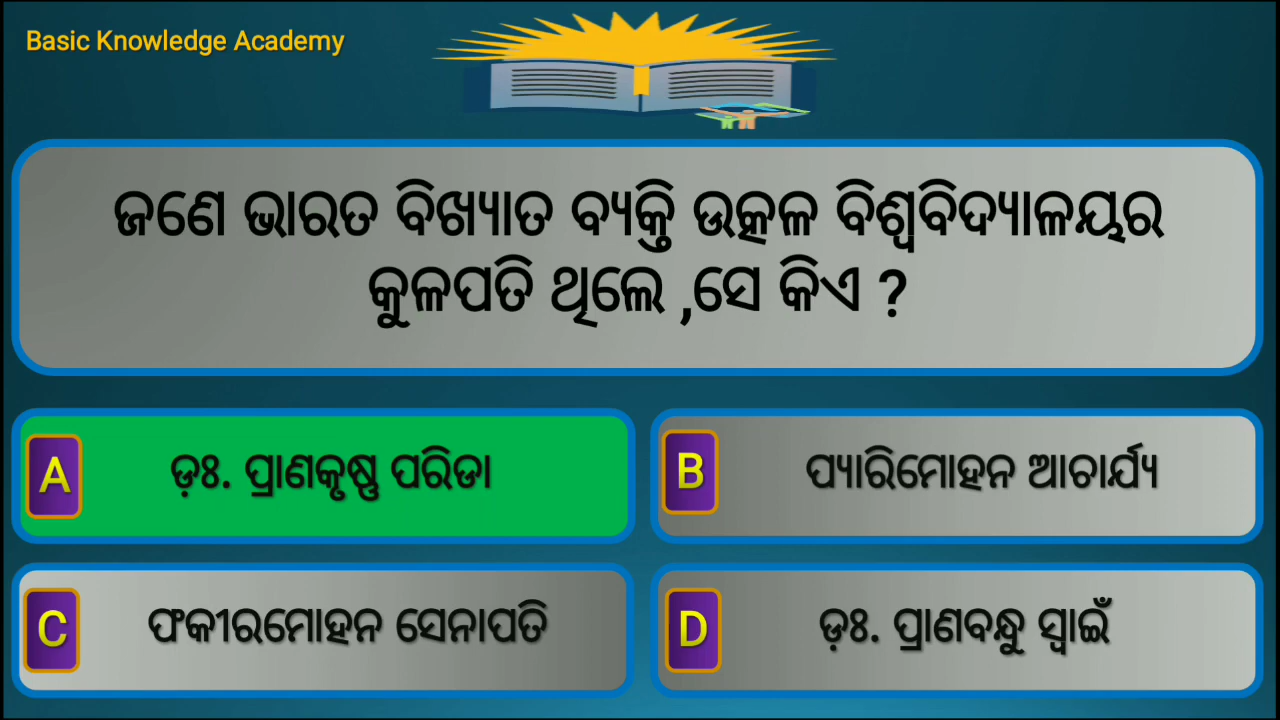 Basic Knowledge Academy
ଜଣେ ଭାରତ ବିଖ୍ୟାତ ବ୍ୟକ୍ତି ଉତ୍କଳ ବିଶ୍ୱବିଦ୍ୟାଳୟର
କୁଳପତି ଥିଲେ ,ସେ କିଏ ?
A ଡ଼ଃ. ପ୍ରାଣକୃଷ୍ଣ ପରିଡା
B ପ୍ୟାରିମୋହନ ଆଚାର୍ଯ୍ୟ
C ଫକୀରମୋହନ ସେନାପତି
D ଡ଼ଃ. ପ୍ରାଣବନ୍ଧୁ ସ୍ୱାଇଁ